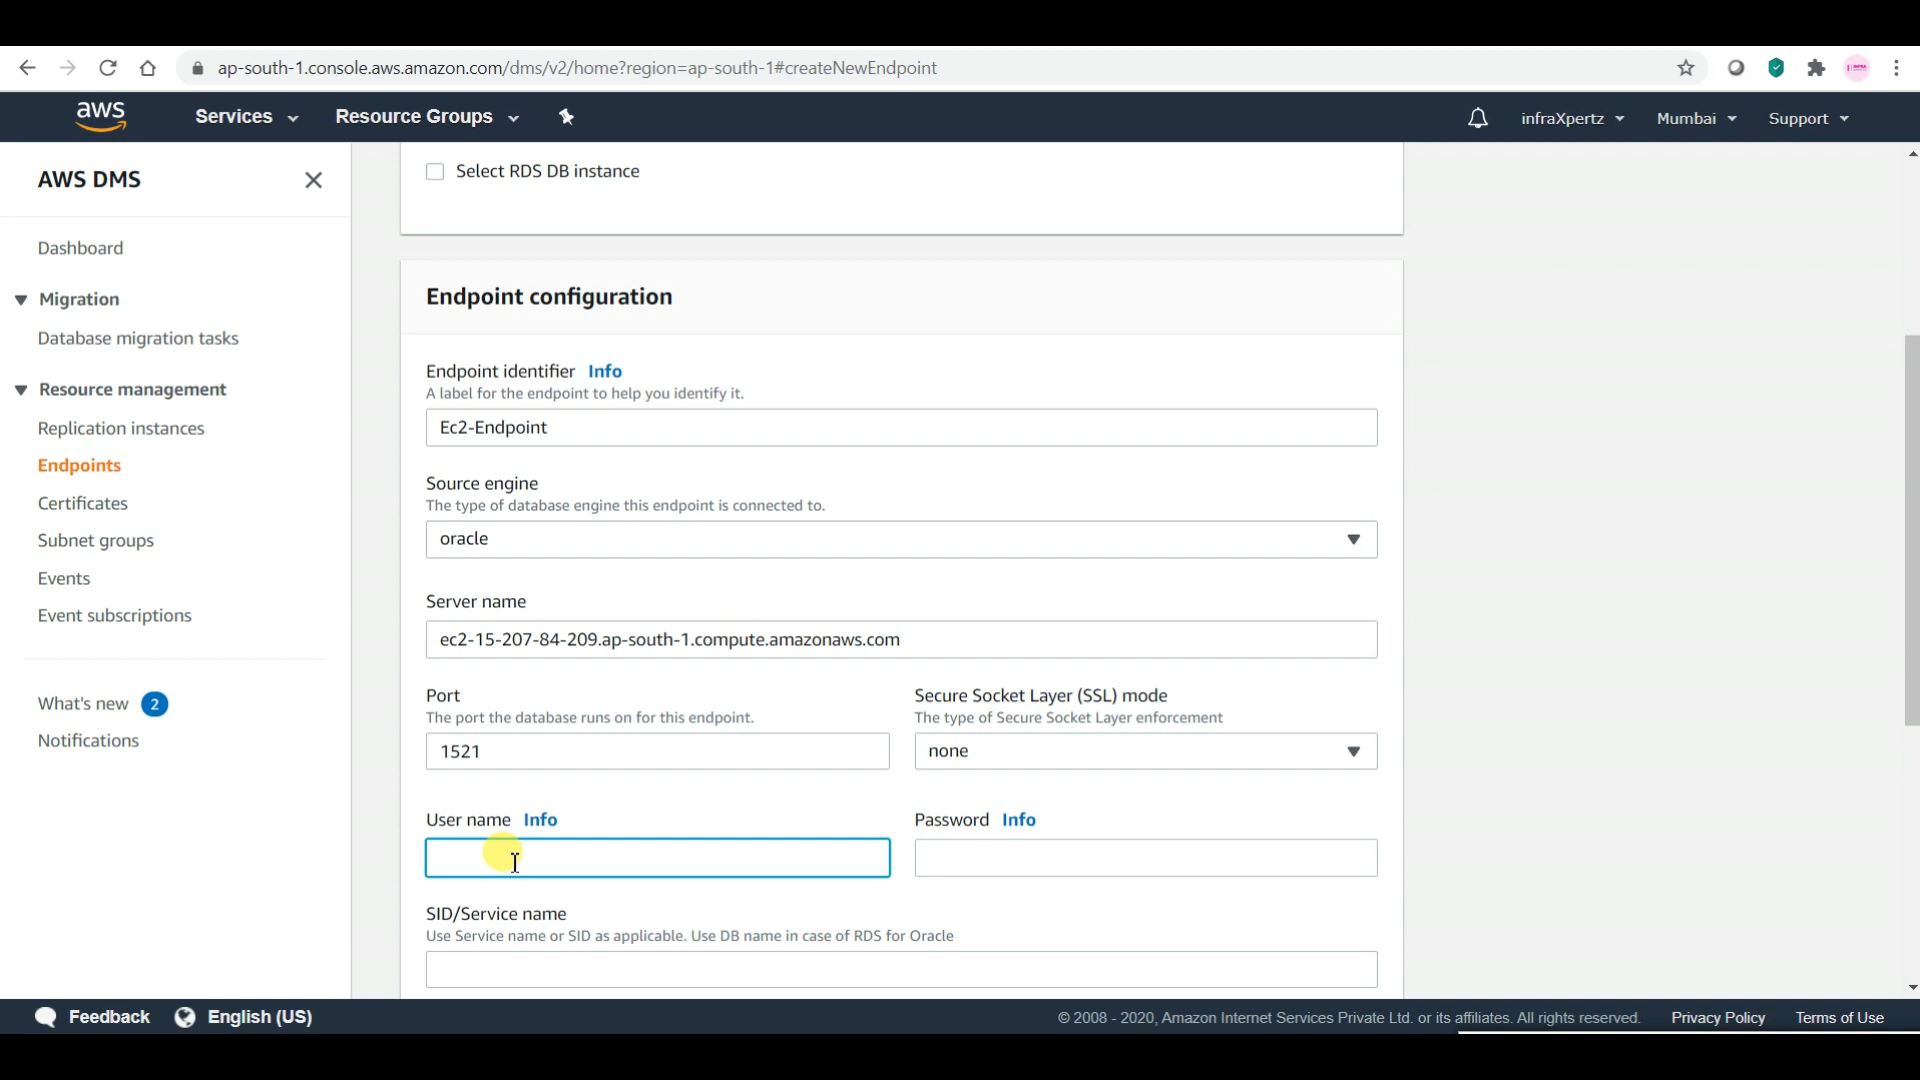 ap-south-1.console.aws.amazon.com/dms/v2/home?region=ap-south-1#createNewEndpoint
aws
Services
Resource Groups
infraXpertz
Mumbai
Support
AWS DMS
Dashboard
Migration
Database migration tasks
Resource management
Replication instances
Endpoints
Certificates
Subnet groups
Events
Event subscriptions
What's new 2
Notifications
Select RDS DB instance
Endpoint configuration
Endpoint identifier Info
A label for the endpoint to help you identify it.
Ec2-Endpoint
Source engine
The type of database engine this endpoint is connected to.
oracle
Server name
ec2-15-207-84-209.ap-south-1.compute.amazonaws.com
Port
The port the database runs on for this endpoint.
1521
Secure Socket Layer (SSL) mode
The type of Secure Socket Layer enforcement
none
User name Info
Password Info
SID/Service name
Use Service name or SID as applicable. Use DB name in case of RDS for Oracle
Feedback
English (US)
© 2008 - 2020, Amazon Internet Services Private Ltd. or its affiliates. All rights reserved.
Privacy Policy
Terms of Use